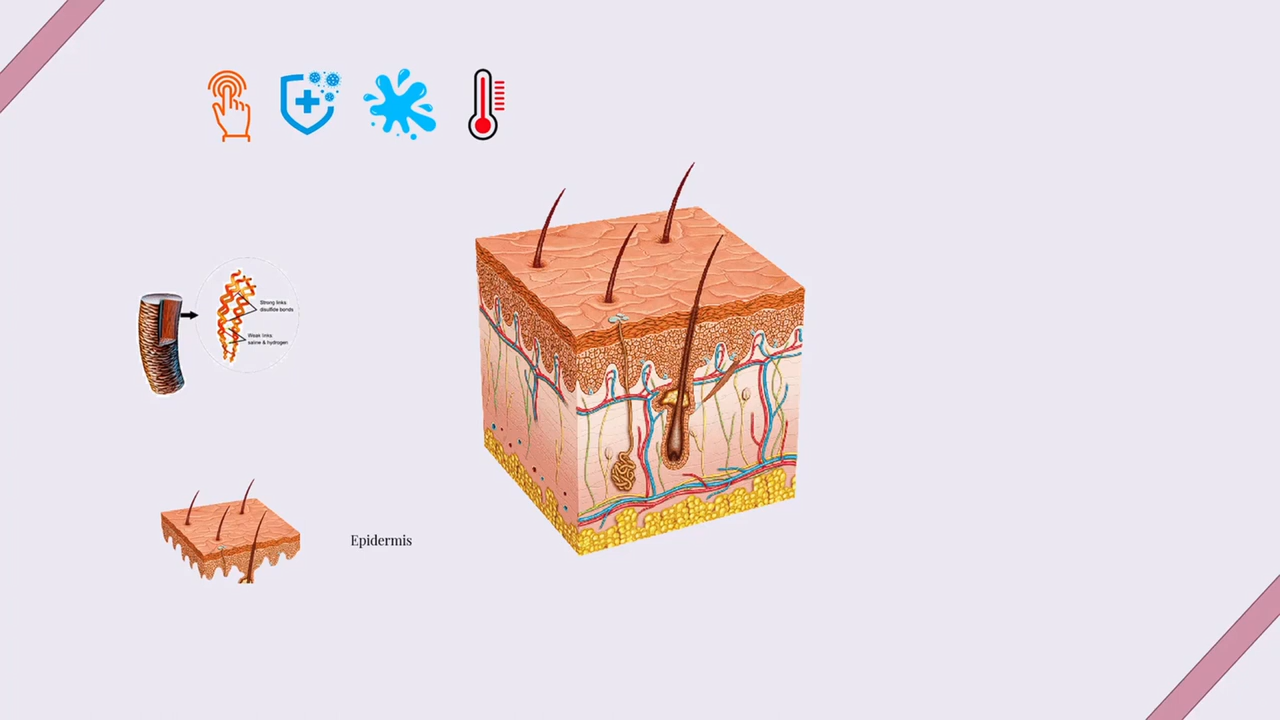 Strong links
disulfide bonds
Weak links
saline & hydrogen
Epidermis